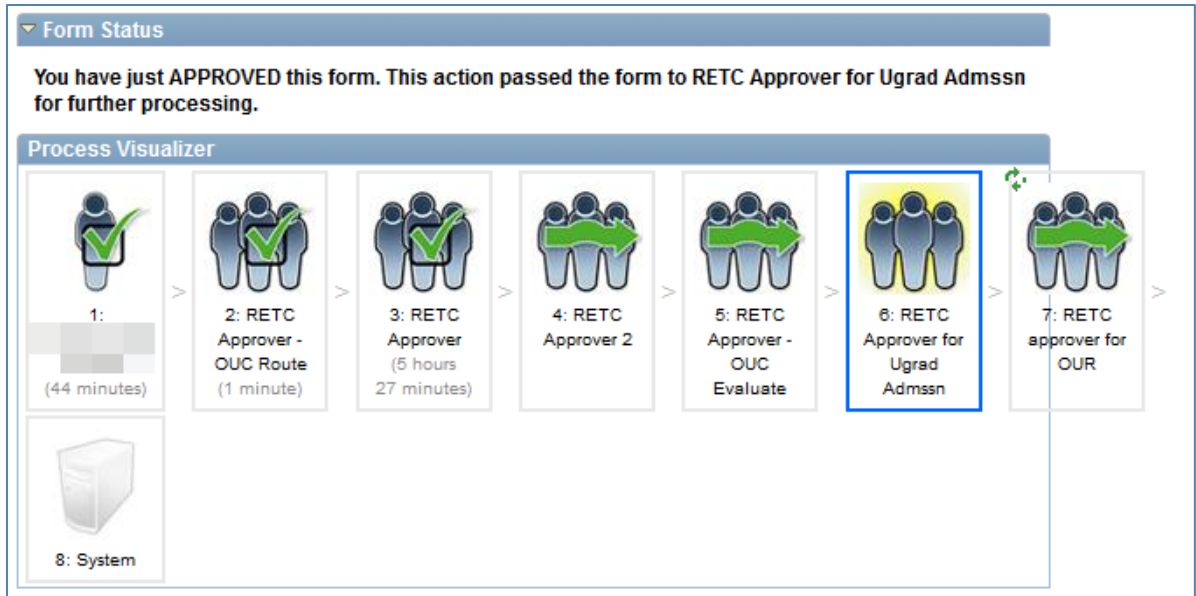 Form Status
You have just APPROVED this form. This action passed the form to RETC Approver for Ugrad Admssn
for further processing.
Process Visualizer
1:
(44 minutes)
>
2: RETC
Approver -
OUC Route
(1 minute)
>
3: RETC
Approver
(5 hours
27 minutes)
>
4: RETC
Approver 2
>
5: RETC
Approver -
OUC
Evaluate
>
6: RETC
Approver for
Ugrad
Admssn
>
7: RETC
approver for
OUR
>
8: System